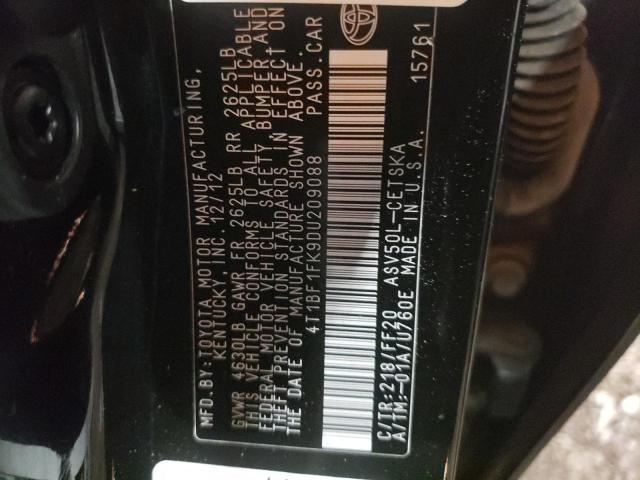 MFD.BY: TOYOTA MOTOR MANUFACTURING,
KENTUCKY, INC. 12/12
GVWR 4630LB GAWR FR 2625LB RR 2625LB
THIS VEHICLE CONFORMS TO ALL APPLICABLE
FEDERAL MOTOR VEHICLE SAFETY, BUMPER, AND
THEFT PREVENTION STANDARDS IN EFFECT ON
THE DATE OF MANUFACTURE SHOWN ABOVE.
4T1BF1FK9DU209088 PASS.CAR
C/TR:218/FF20 ASV50L-CETSKA 15761
A/TM:-01A/U760E MADE IN U.S.A.